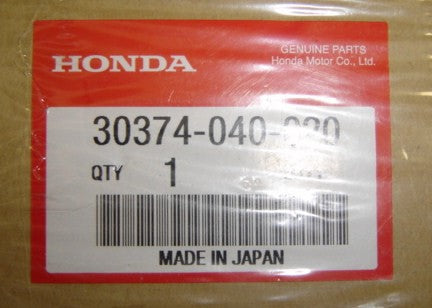 HONDA
GENUINE PARTS
Honda Motor Co., Ltd.
30374-040-020
QTY 1
MADE IN JAPAN